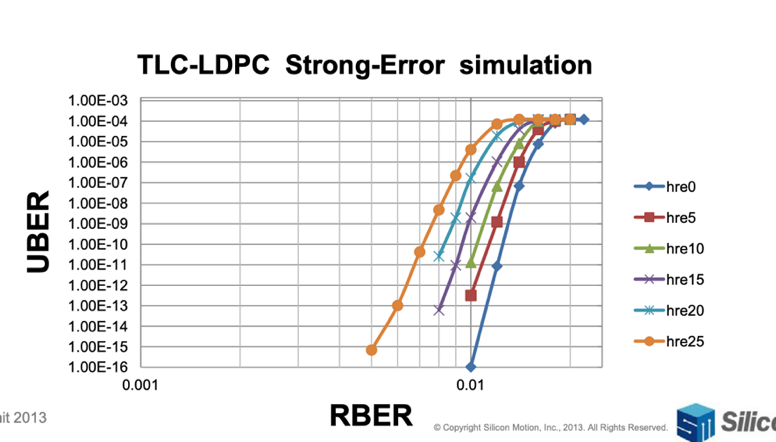 TLC-LDPC Strong-Error simulation
1.00E-03
1.00E-04
1.00E-05
1.00E-06
1.00E-07
1.00E-08
1.00E-09
1.00E-10
1.00E-11
1.00E-12
1.00E-13
1.00E-14
1.00E-15
1.00E-16
UBER
0.001
0.01
RBER
hre0
hre5
hre10
hre15
hre20
hre25
2013
© Copyright Silicon Motion, Inc., 2013. All Rights Reserved.